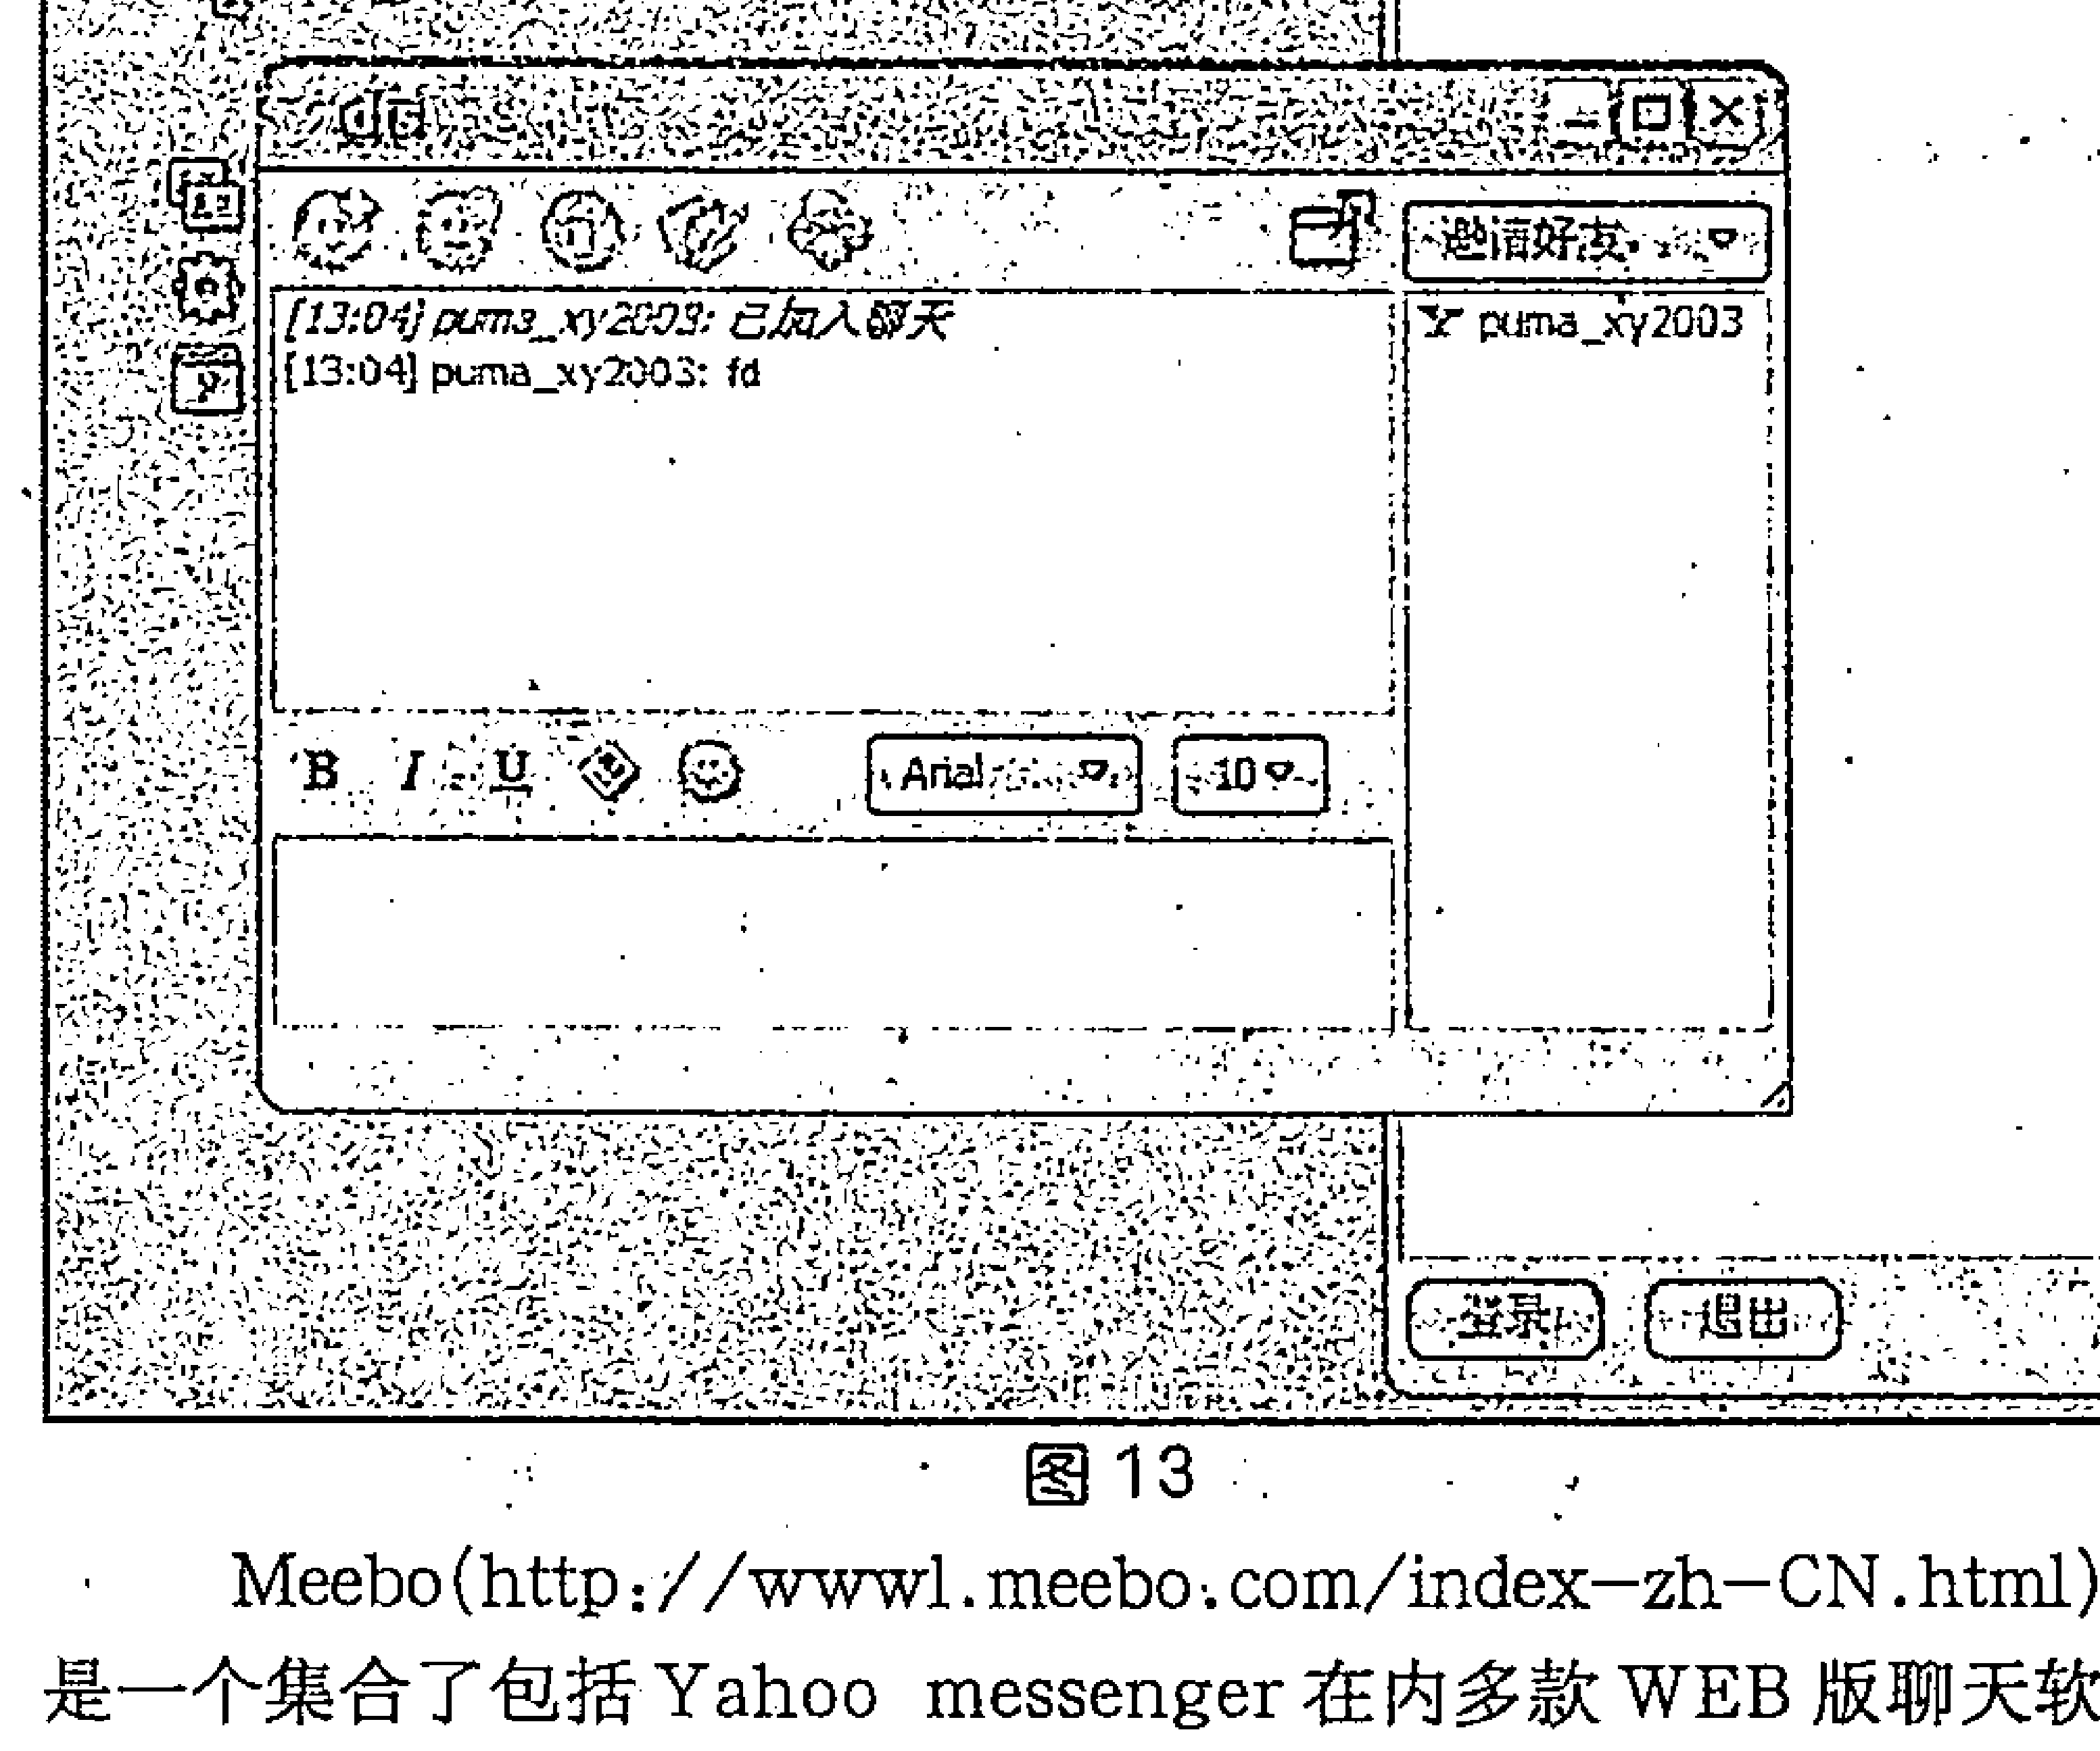 邀请好友
[13:04] puma_xy2003: 已加入聊天
Y puma_xy2003
[13:04] puma_xy2003: fd
B I U Arial 10
登录 退出
图 13
Meebo(http://www1.meebo.com/index-zh-CN.html)
是一个集合了包括 Yahoo messenger 在内多款 WEB 版聊天软